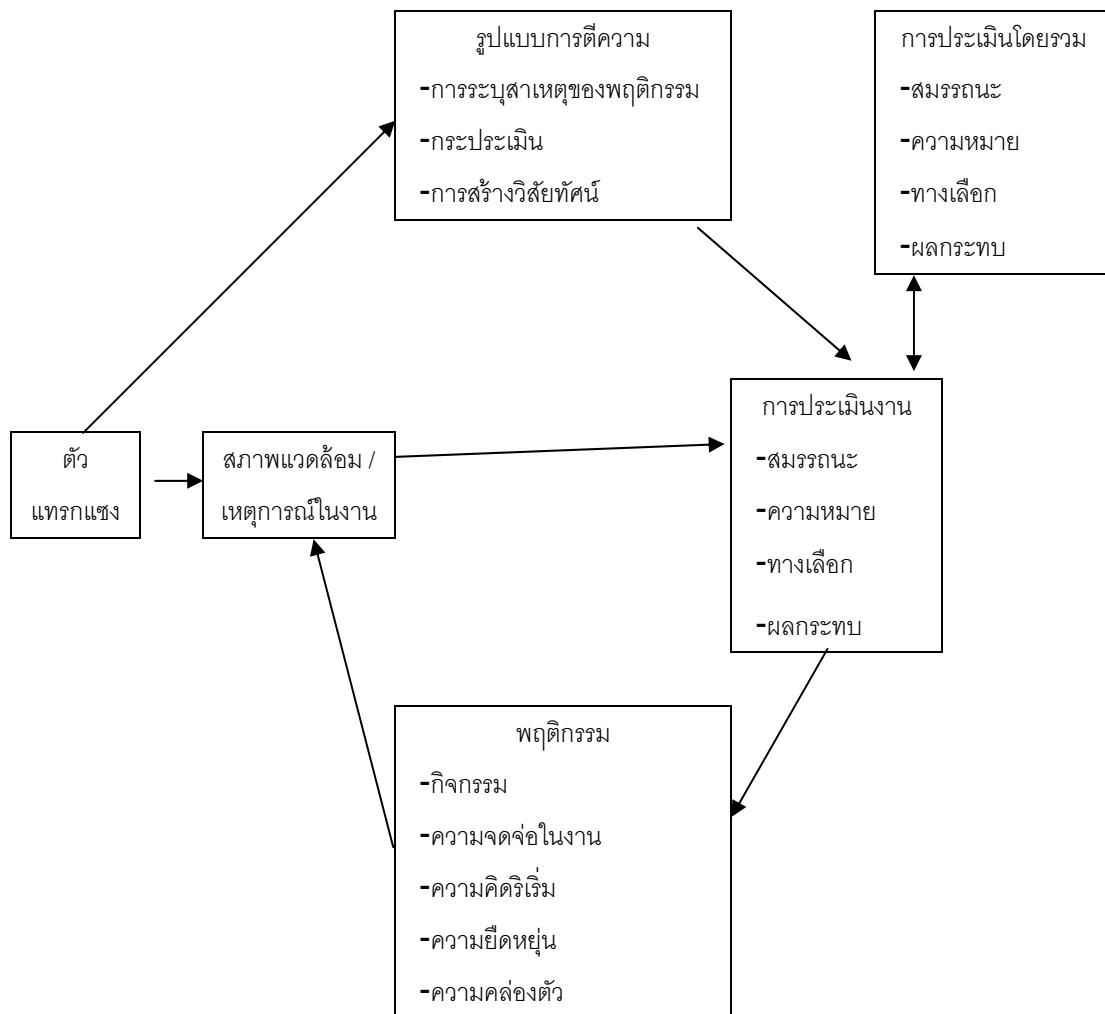 รูปแบบการตีความ
-การระบุสาเหตุของพฤติกรรม
-กระประเมิน
-การสร้างวิสัยทัศน์
การประเมินโดยรวม
-สมรรถนะ
-ความหมาย
-ทางเลือก
-ผลกระทบ
ตัว
แทรกแซง
สภาพแวดล้อม /
เหตุการณ์ในงาน
การประเมินงาน
-สมรรถนะ
-ความหมาย
-ทางเลือก
-ผลกระทบ
พฤติกรรม
-กิจกรรม
-ความจดจ่อในงาน
-ความคิดริเริ่ม
-ความยืดหยุ่น
-ความคล่องตัว